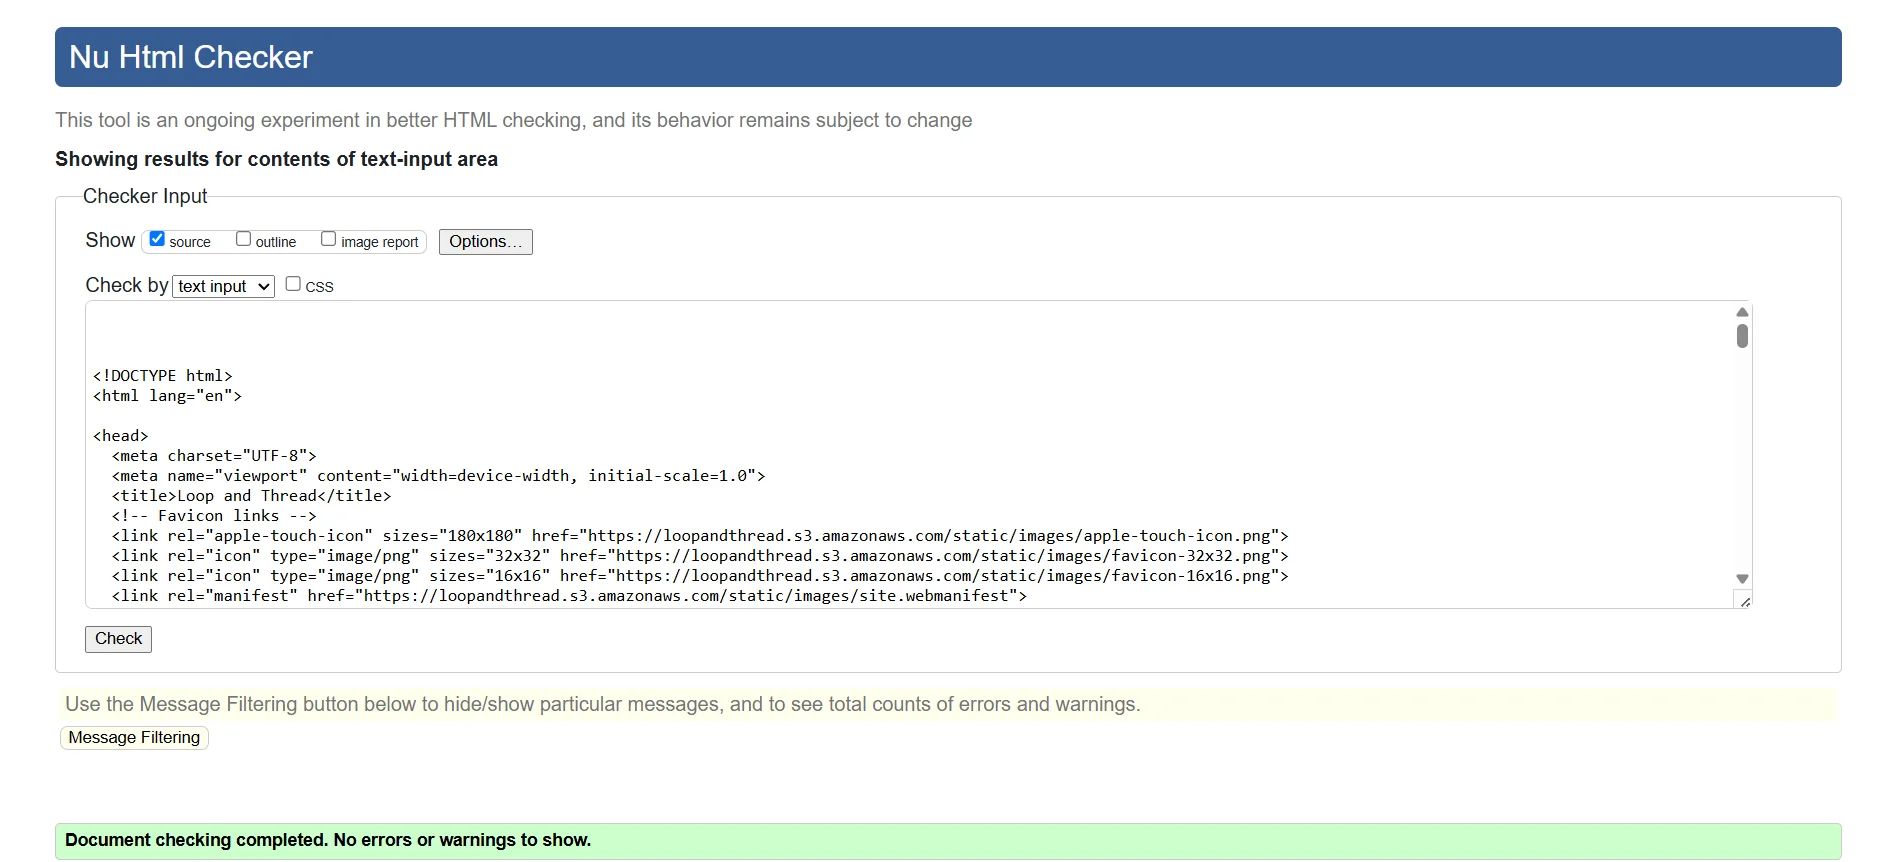 Nu Html Checker
This tool is an ongoing experiment in better HTML checking, and its behavior remains subject to change
Showing results for contents of text-input area
Checker Input
Show source outline image report Options...
Check by text input CSS
<!DOCTYPE html>
<html lang="en">
<head>
<meta charset="UTF-8">
<meta name="viewport" content="width=device-width, initial-scale=1.0">
<title>Loop and Thread</title>
<!-- Favicon links -->
<link rel="apple-touch-icon" sizes="180x180" href="https://loopandthread.s3.amazonaws.com/static/images/apple-touch-icon.png">
<link rel="icon" type="image/png" sizes="32x32" href="https://loopandthread.s3.amazonaws.com/static/images/favicon-32x32.png">
<link rel="icon" type="image/png" sizes="16x16" href="https://loopandthread.s3.amazonaws.com/static/images/favicon-16x16.png">
<link rel="manifest" href="https://loopandthread.s3.amazonaws.com/static/images/site.webmanifest">
Check
Use the Message Filtering button below to hide/show particular messages, and to see total counts of errors and warnings.
Message Filtering
Document checking completed. No errors or warnings to show.